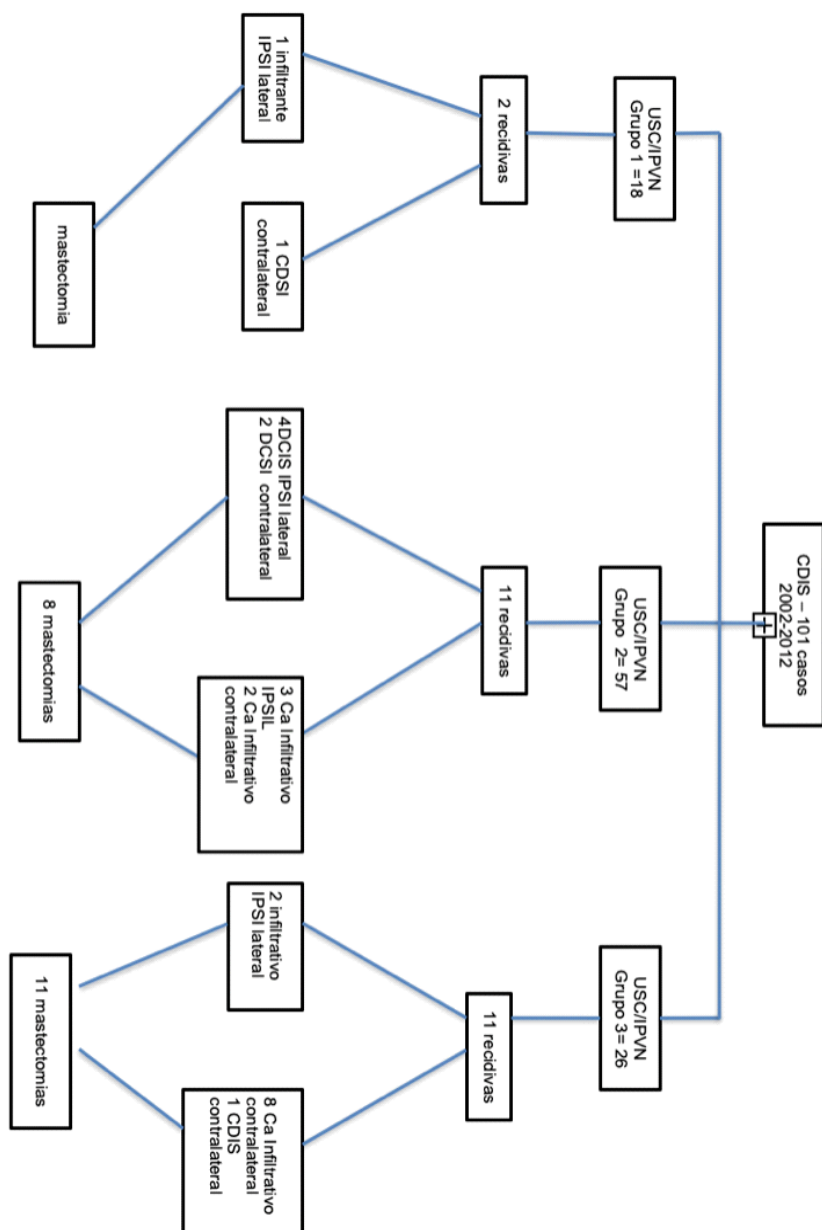 CDIS – 101 casos
2002-2012
USC/IPVN
Grupo 1 =18
USC/IPVN
Grupo  2= 57
USC/IPVN
Grupo 3= 26
2 recidivas
11 recidivas
11 recidivas
1 infiltrante
IPSI lateral
1 CDSI
contralateral
4DCIS IPSI lateral
2 DCSI  contralateral
3 Ca Infiltrativo
IPSIL
2 Ca Infiltrativo
contralateral
2 infiltrativo
IPSI lateral
8 Ca Infiltrativo
contralateral
1 CDIS
contralateral
mastectomia
8 mastectomias
11 mastectomias